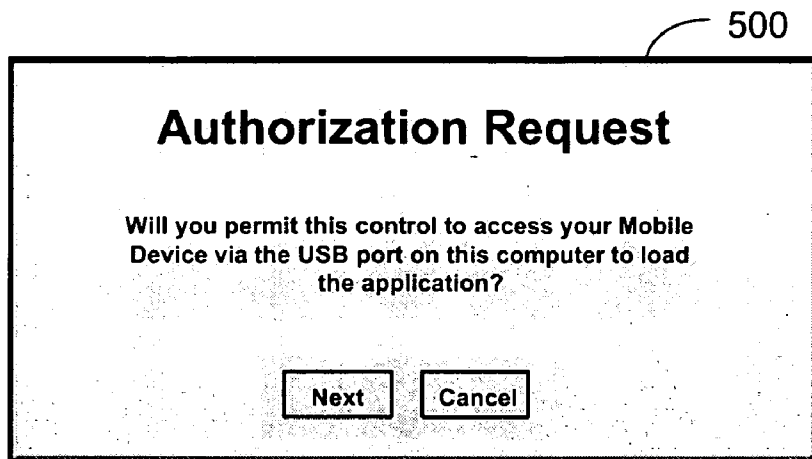 500
Authorization Request
Will you permit this control to access your Mobile
Device via the USB port on this computer to load
the application?
Next Cancel